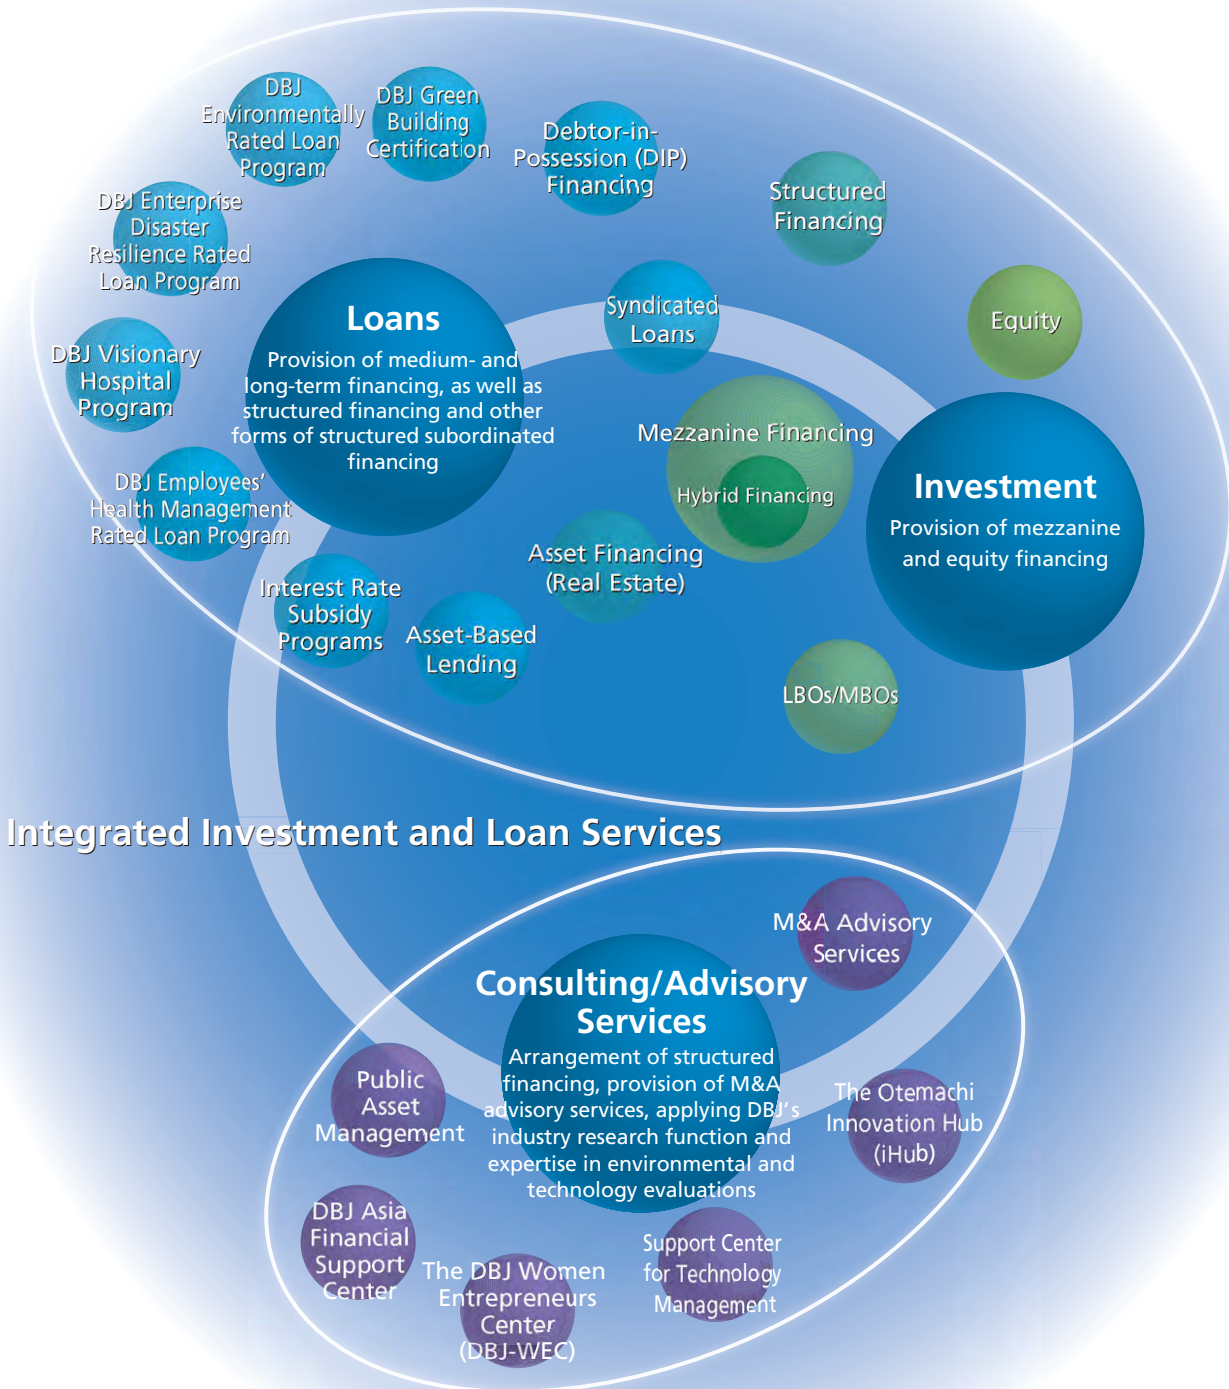 DBJ
Environmentally
Rated Loan
Program
DBJ Green
Building
Certification
Debtor-in-
Possession (DIP)
Financing
Structured
Financing
DBJ Enterprise
Disaster
Resilience Rated
Loan Program
Loans
Provision of medium- and
long-term financing, as well as
structured financing and other
forms of structured subordinated
financing
Syndicated
Loans
Equity
DBJ Visionary
Hospital
Program
Mezzanine Financing
Hybrid Financing
Investment
Provision of mezzanine
and equity financing
DBJ Employees’
Health Management
Rated Loan Program
Asset Financing
(Real Estate)
Interest Rate
Subsidy
Programs
Asset-Based
Lending
LBOs/MBOs
Integrated Investment and Loan Services
M&A Advisory
Services
Consulting/Advisory
Services
Arrangement of structured
financing, provision of M&A
advisory services, applying DBJ’s
industry research function and
expertise in environmental and
technology evaluations
Public
Asset
Management
The Otemachi
Innovation Hub
(iHub)
DBJ Asia
Financial
Support
Center
The DBJ Women
Entrepreneurs
Center
(DBJ-WEC)
Support Center
for Technology
Management